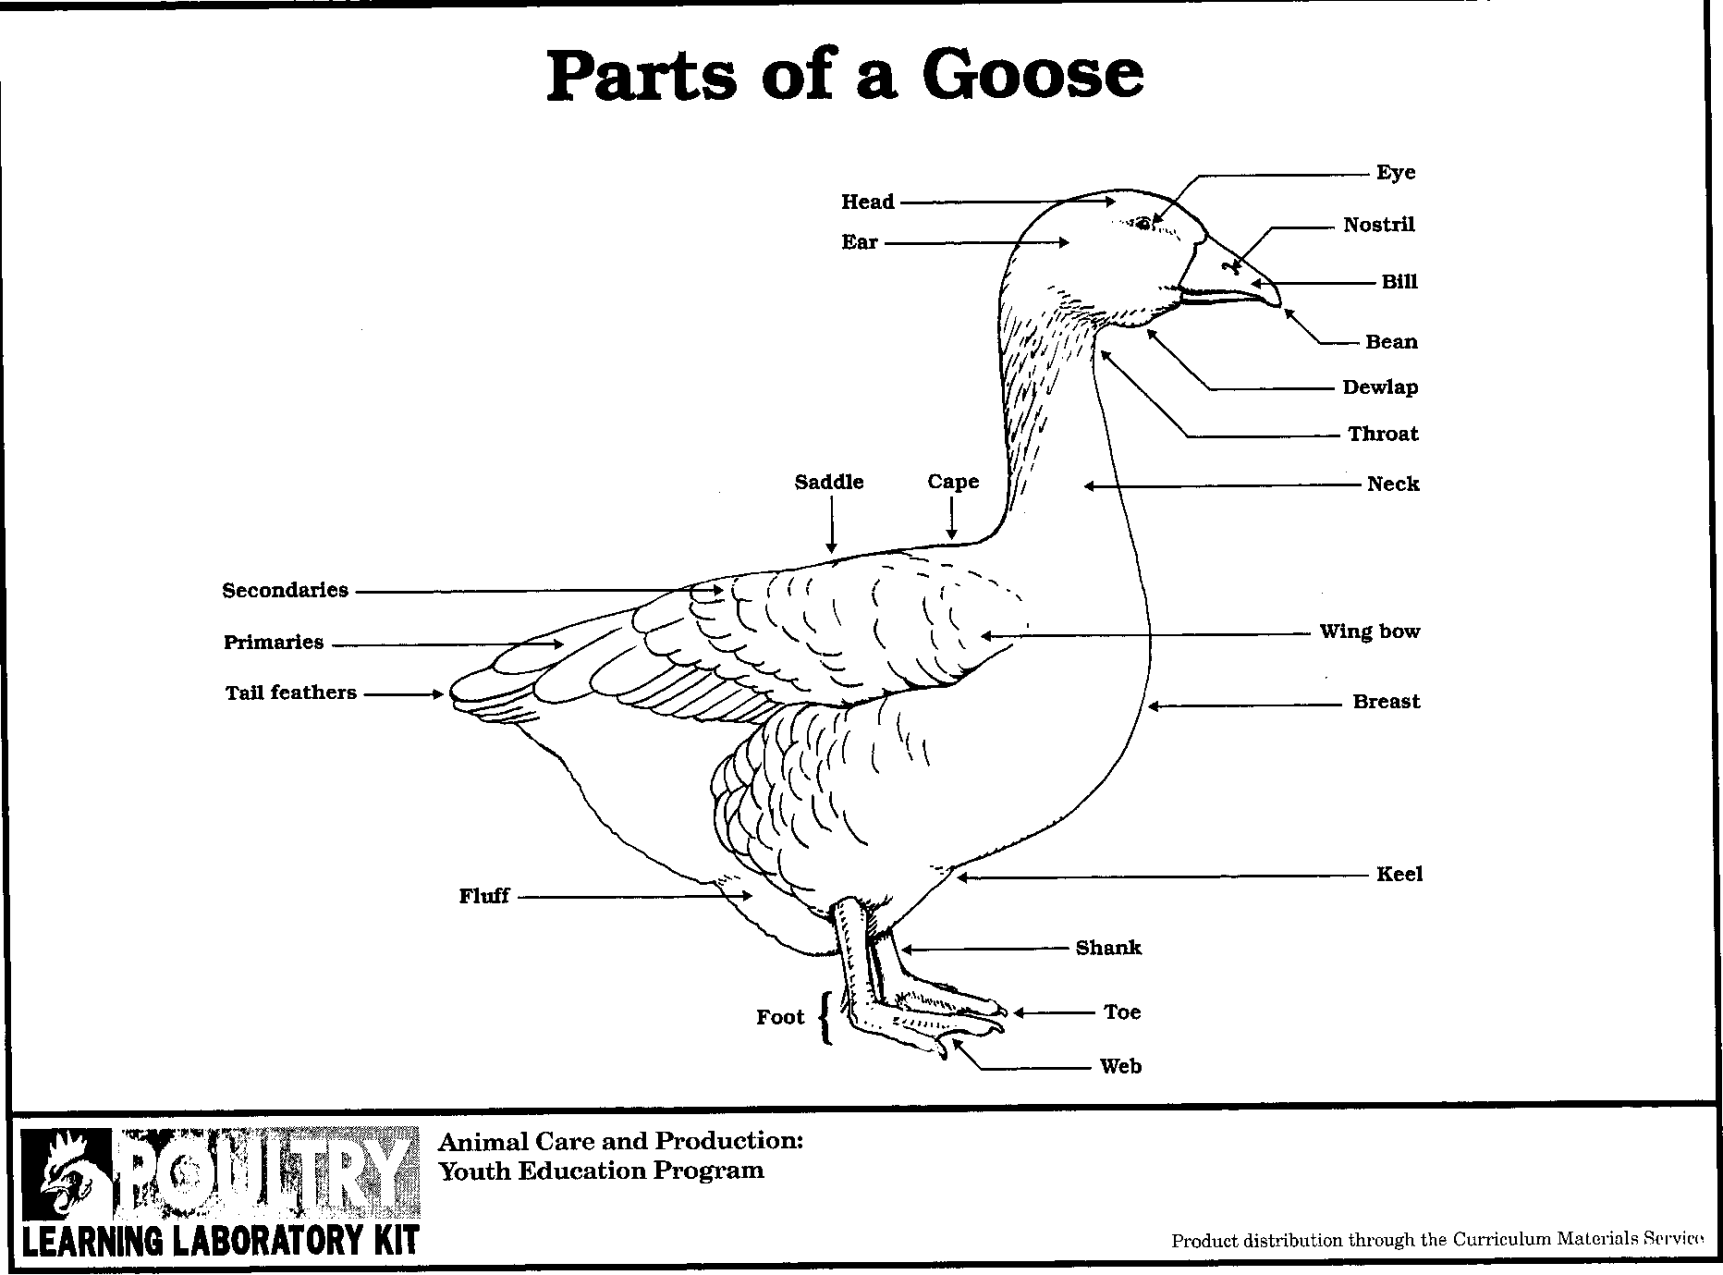 Parts of a Goose
Eye
Head
Nostril
Ear
Bill
Bean
Dewlap
Throat
Saddle
Cape
Neck
Secondaries
Primaries
Wing bow
Tail feathers
Breast
Keel
Fluff
Shank
Foot
Toe
Web
POULTRY
LEARNING LABORATORY KIT
Animal Care and Production:
Youth Education Program
Product distribution through the Curriculum Materials Service